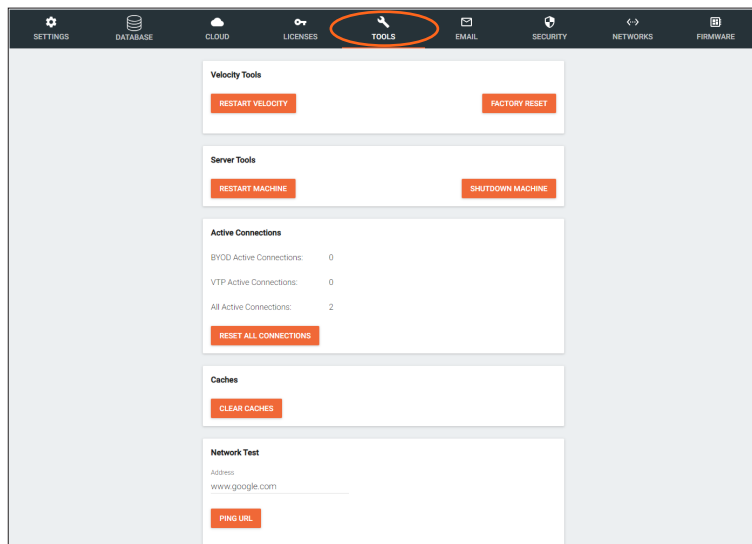 SETTINGS DATABASE CLOUD LICENSES TOOLS EMAIL SECURITY NETWORKS FIRMWARE
Velocity Tools
RESTART VELOCITY FACTORY RESET
Server Tools
RESTART MACHINE SHUTDOWN MACHINE
Active Connections
BYOD Active Connections: 0
VTP Active Connections: 0
All Active Connections: 2
RESET ALL CONNECTIONS
Caches
CLEAR CACHES
Network Test
Address
www.google.com
PING URL